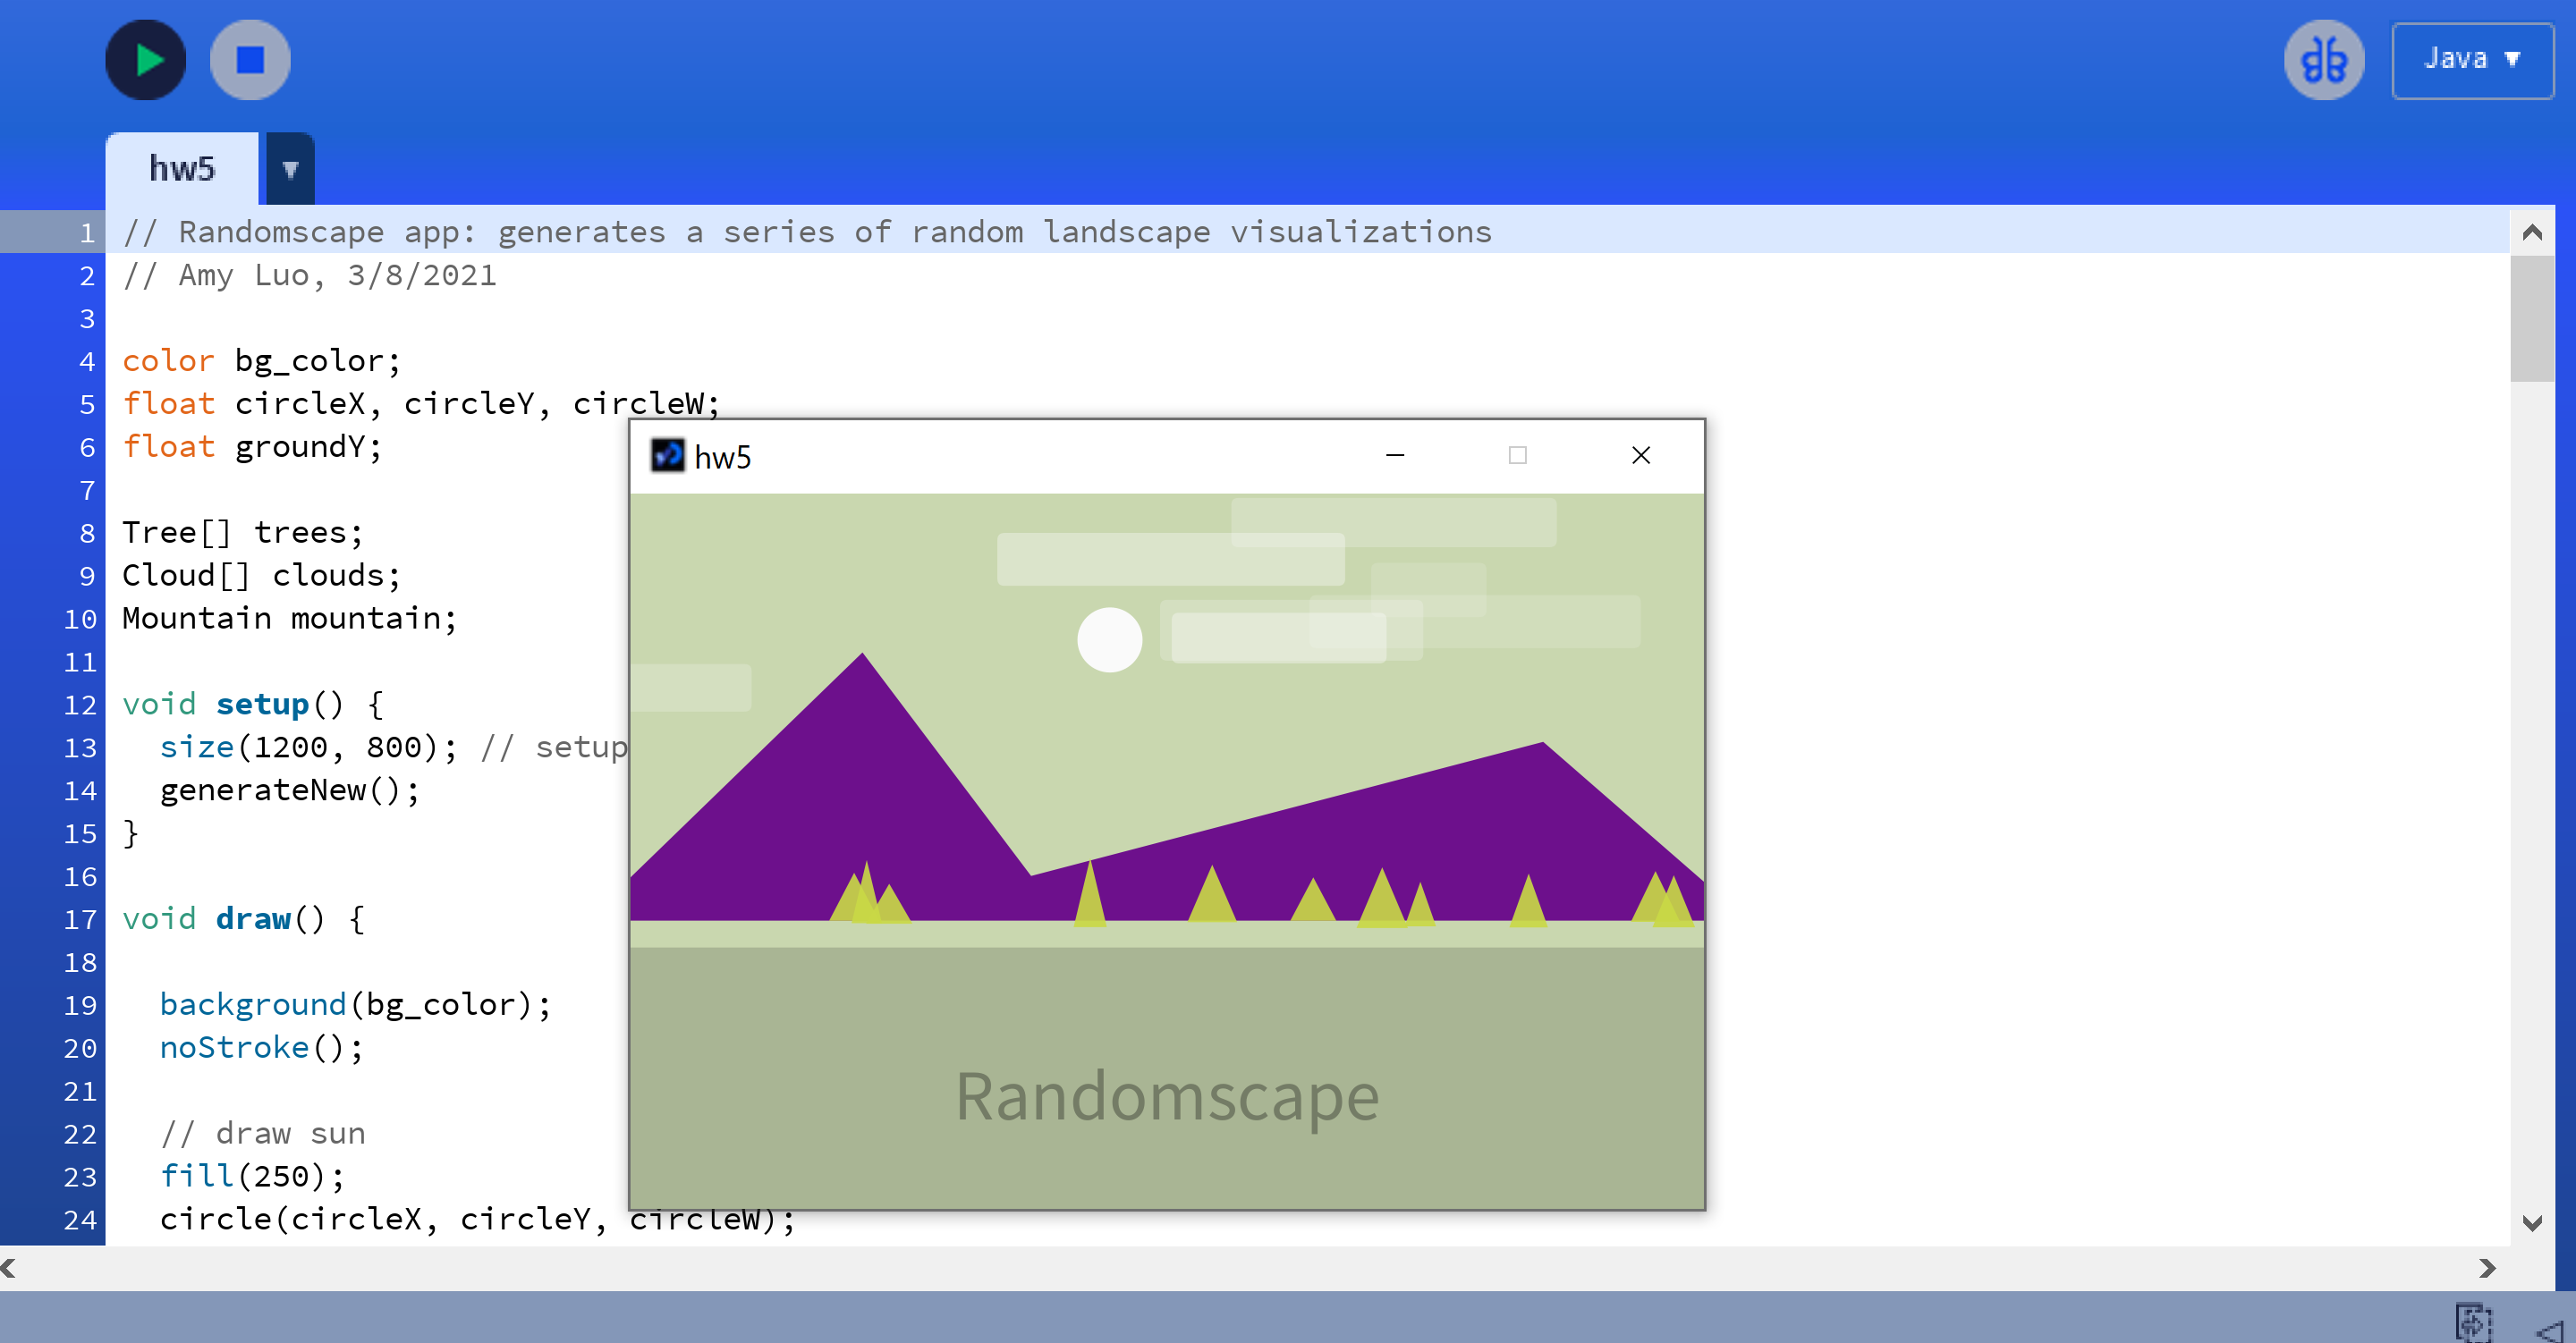 Java ▼
hw5 ▼
1 // Randomscape app: generates a series of random landscape visualizations
2 // Amy Luo, 3/8/2021
3
4 color bg_color;
5 float circleX, circleY, circleW;
6 float groundY;
7
8 Tree[] trees;
9 Cloud[] clouds;
10 Mountain mountain;
11
12 void setup() {
13 size(1200, 800); // setup
14 generateNew();
15 }
16
17 void draw() {
18
19 background(bg_color);
20 noStroke();
21
22 // draw sun
23 fill(250);
24 circle(circleX, circleY, circleW);
hw5
Randomscape